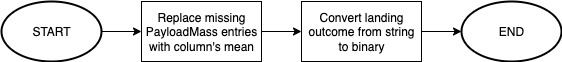 START
Replace missing
PayloadMass entries
with column's mean
Convert landing
outcome from string
to binary
END